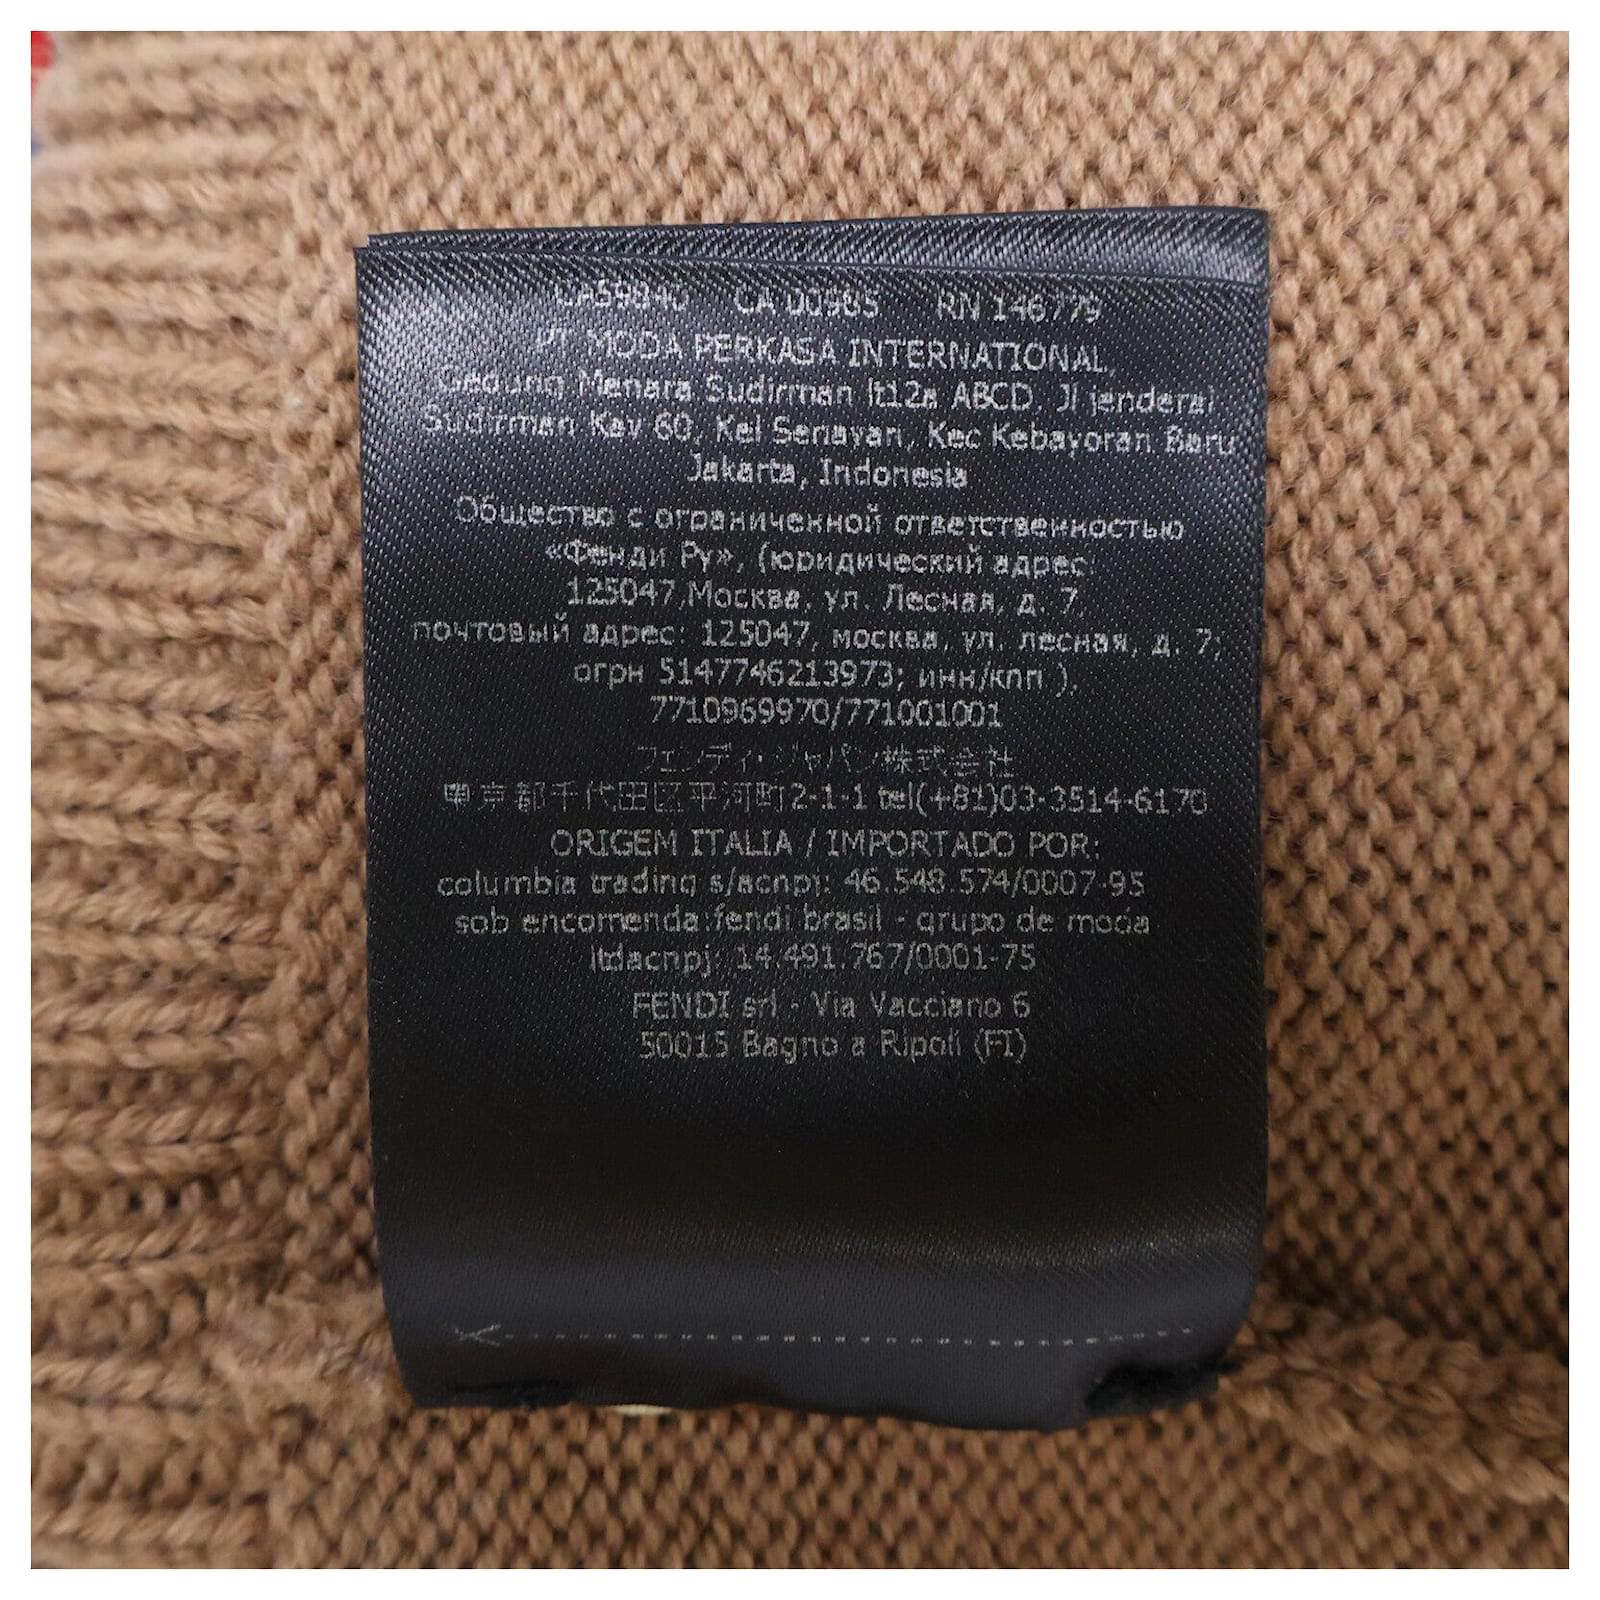 CA59840 CA 00985 RN 146779
PT MODA PERKASA INTERNATIONAL
Gedung Menara Sudirman lt12a ABCD. Jl jenderal
Sudirman Kav 60, Kel Senayan, Kec Kebayoran Baru
Jakarta, Indonesia
Общество с ограниченной ответственностью
«Фенди Ру», (юридический адрес:
125047,Москва, ул. Лесная, д. 7,
почтовый адрес: 125047, москва, ул. лесная, д. 7;
огрн 5147746213973; инн/кпп ),
7710969970/771001001
フェンディ・ジャパン株式会社
東京都千代田区平河町2-1-1 tel(+81)03-3514-6170
ORIGEM ITALIA / IMPORTADO POR:
columbia trading s/acnpj: 46.548.574/0007-95
sob encomenda:fendi brasil - grupo de moda
ltdacnpj: 14.491.767/0001-75
FENDI srl - Via Vacciano 6
50015 Bagno a Ripoli (FI)